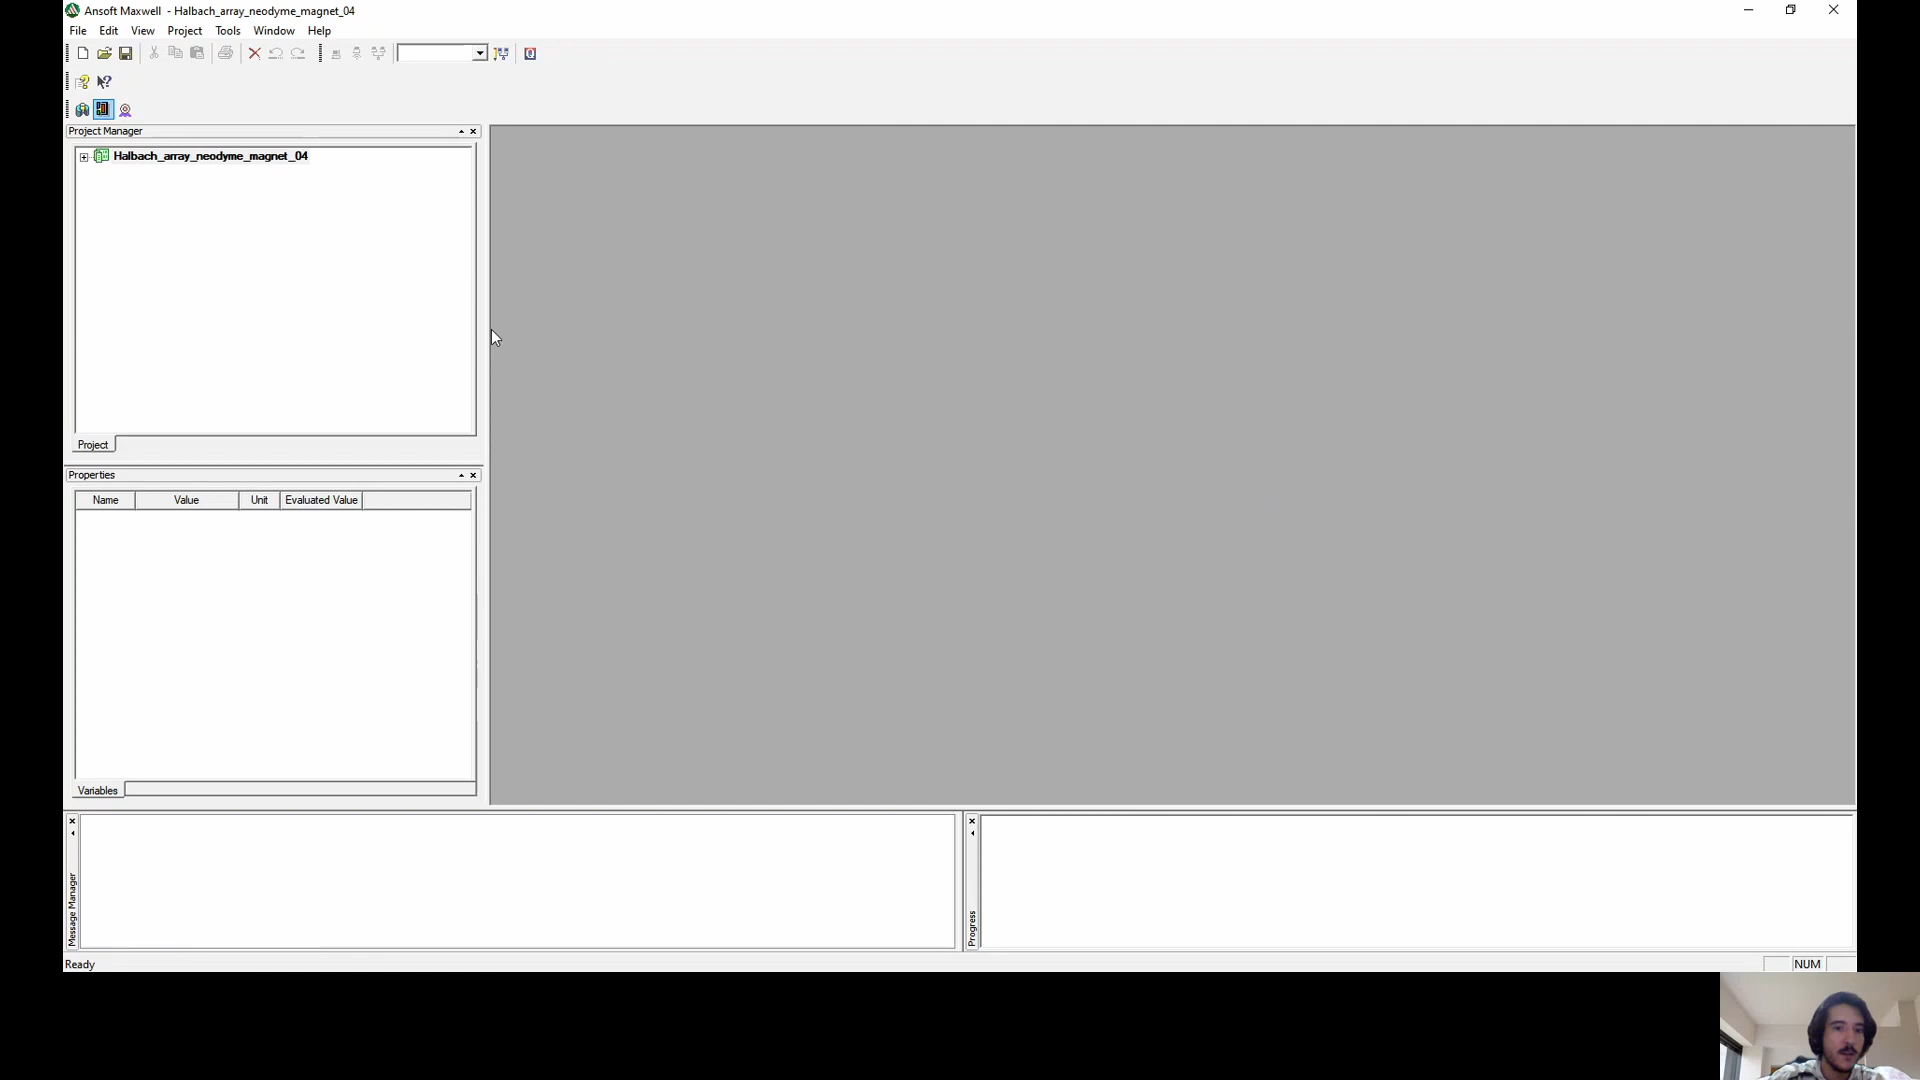 Ansoft Maxwell - Halbach_array_neodyme_magnet_04
File Edit View Project Tools Window Help
Project Manager
Halbach_array_neodyme_magnet_04
Project
Properties
Name Value Unit Evaluated Value
Variables
Message Manager
Progress
Ready
NUM